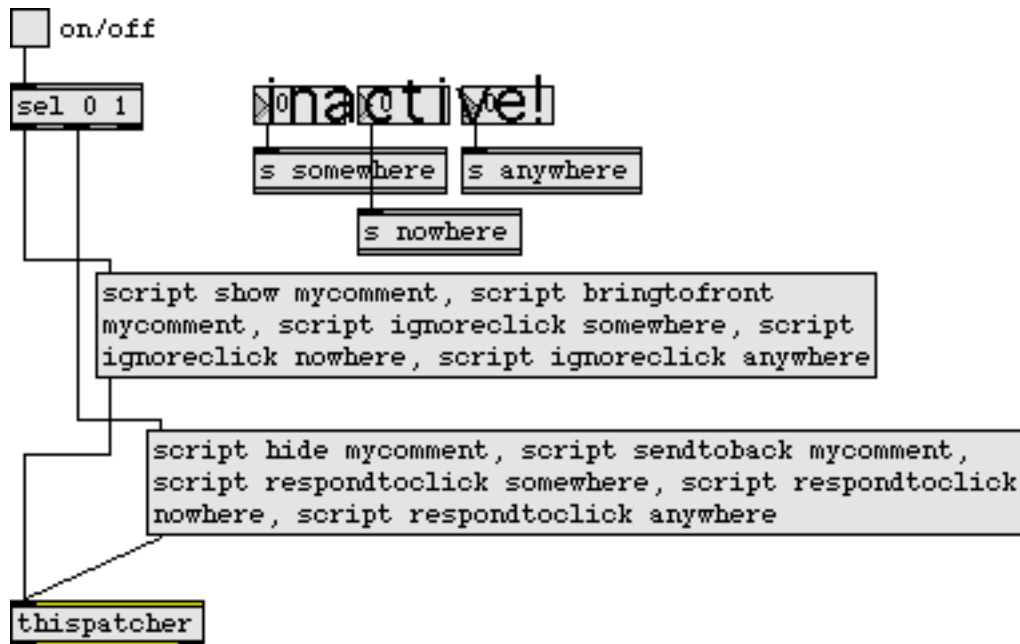 on/off
sel 0 1
inactive!
0
0
0
s somewhere
s anywhere
s nowhere
script show mycomment, script bringtofront
mycomment, script ignoreclick somewhere, script
ignoreclick nowhere, script ignoreclick anywhere
script hide mycomment, script sendtoback mycomment,
script respondtoclick somewhere, script respondtoclick
nowhere, script respondtoclick anywhere
thispatcher